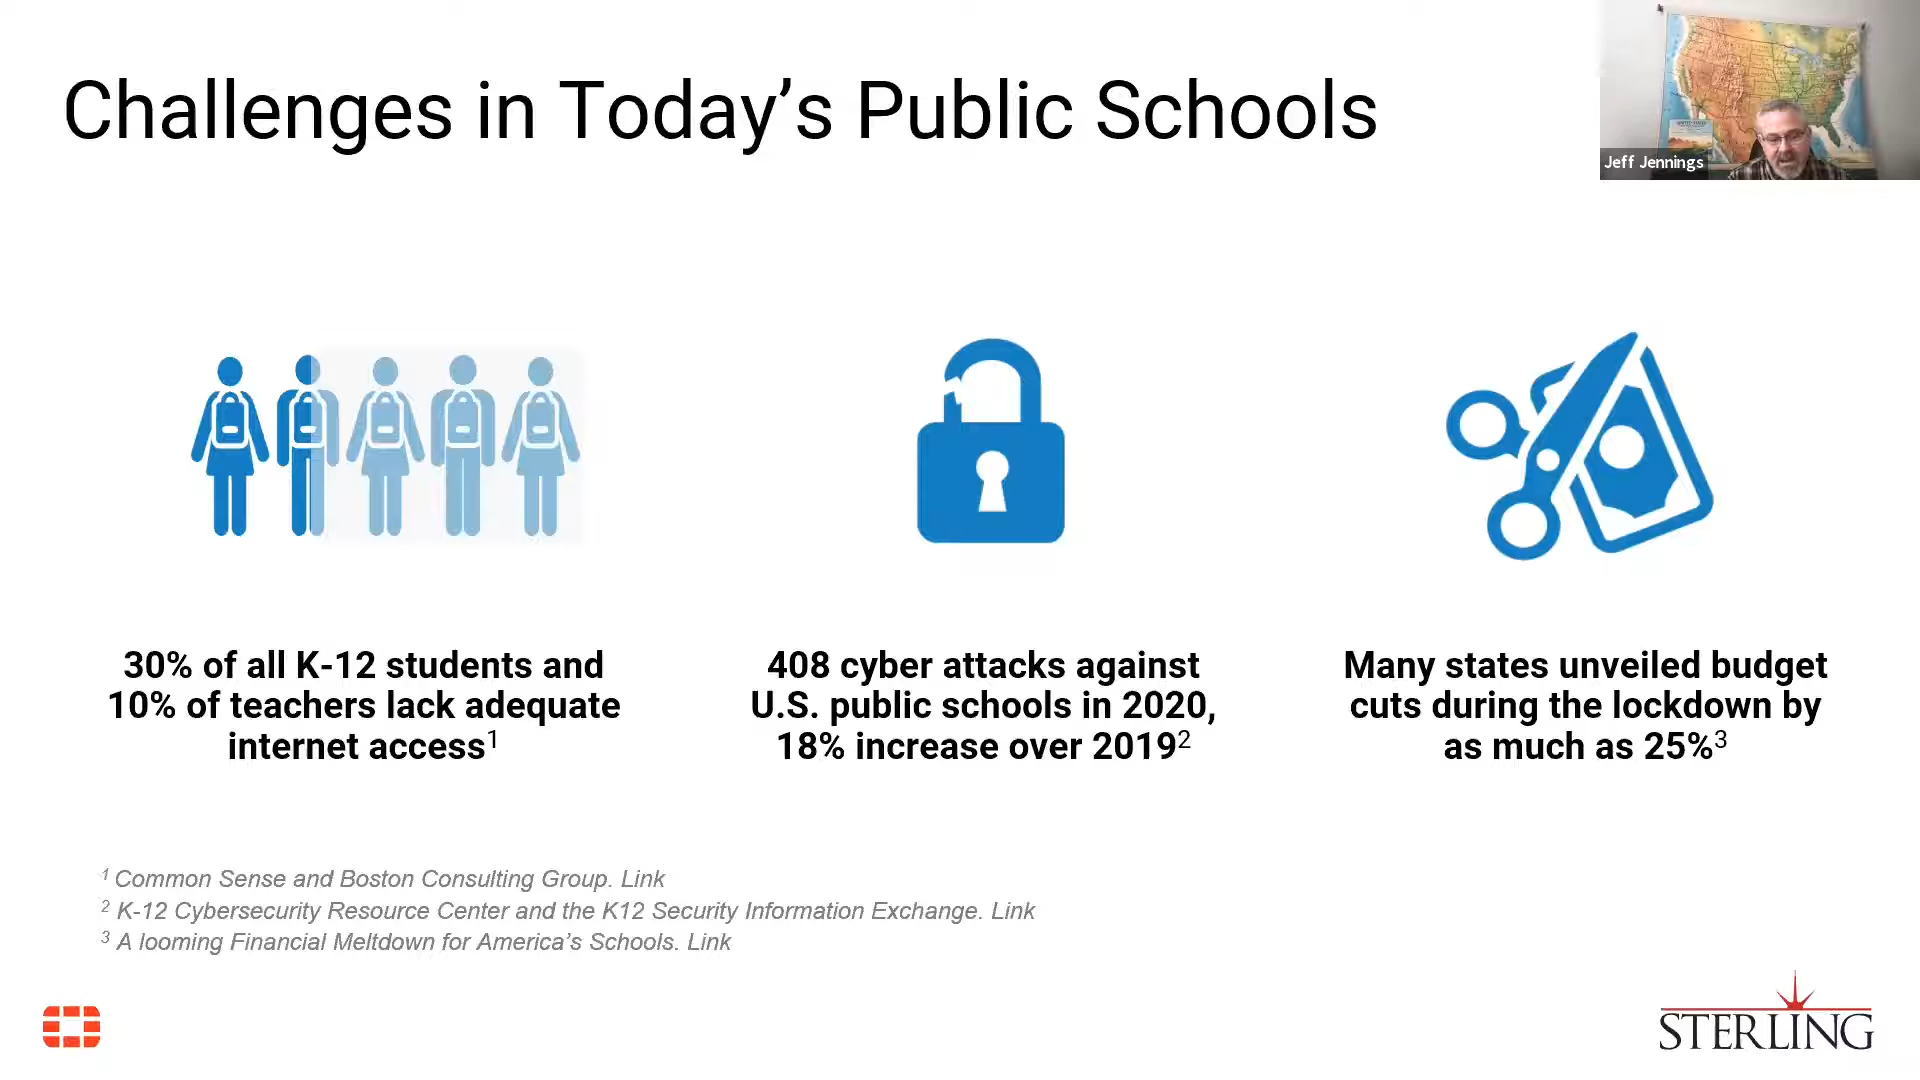 Challenges in Today’s Public Schools
Jeff Jennings
30% of all K-12 students and
10% of teachers lack adequate
internet access1
408 cyber attacks against
U.S. public schools in 2020,
18% increase over 20192
Many states unveiled budget
cuts during the lockdown by
as much as 25%3
1 Common Sense and Boston Consulting Group. Link
2 K-12 Cybersecurity Resource Center and the K12 Security Information Exchange. Link
3 A looming Financial Meltdown for America’s Schools. Link
STERLING